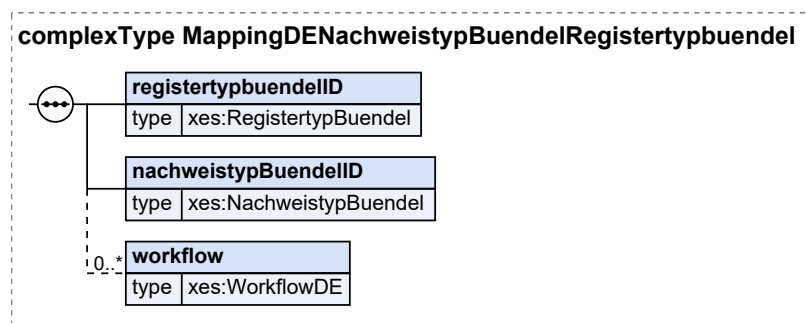 complexType MappingDENachweistypBuendelRegistertypbuendel
registertypbuendelID
type xes:RegistertypBuendel
nachweistypBuendelID
type xes:NachweistypBuendel
0..* workflow
type xes:WorkflowDE